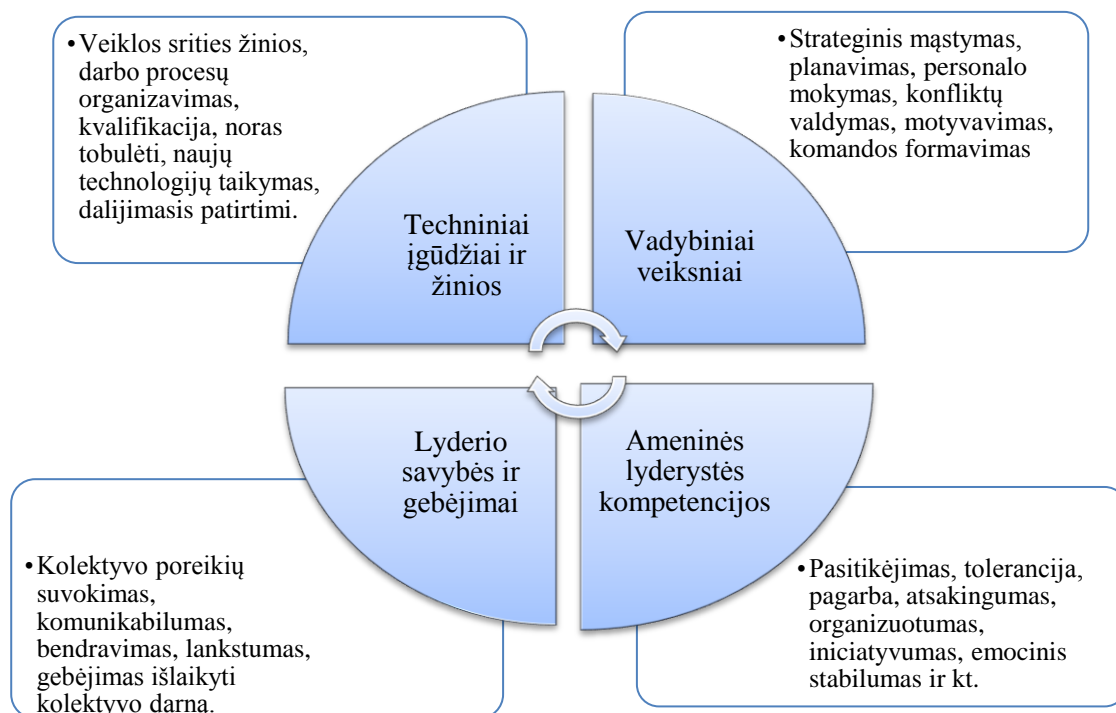 •Veiklos srities žinios,
darbo procesų
organizavimas,
kvalifikacija, noras
tobulėti, naujų
technologijų taikymas,
dalijimasis patirtimi.
•Strateginis mąstymas,
planavimas, personalo
mokymas, konfliktų
valdymas, motyvavimas,
komandos formavimas
Techniniai
įgūdžiai ir
žinios
Vadybiniai
veiksniai
Lyderio
savybės ir
gebėjimai
Ameninės
lyderystės
kompetencijos
•Kolektyvo poreikių
suvokimas,
komunikabilumas,
bendravimas, lankstumas,
gebėjimas išlaikyti
kolektyvo darną.
•Pasitikėjimas, tolerancija,
pagarba, atsakingumas,
organizuotumas,
iniciatyvumas, emocinis
stabilumas ir kt.